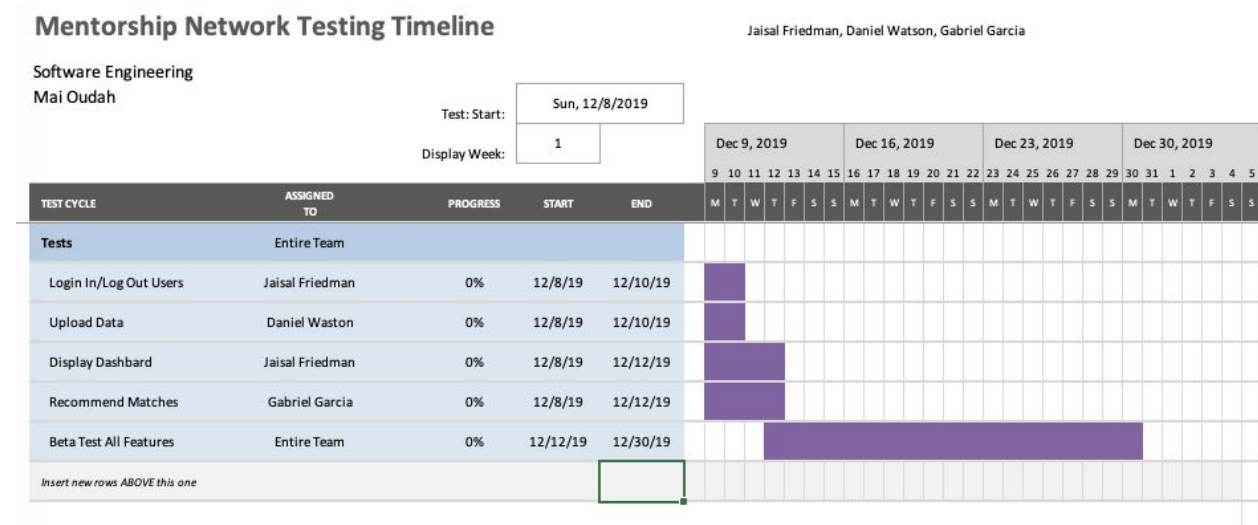 Mentorship Network Testing Timeline
Jaisal Friedman, Daniel Watson, Gabriel Garcia
Software Engineering
Mai Oudah
Test: Start: Sun, 12/8/2019
Display Week: 1
Dec 9, 2019 Dec 16, 2019 Dec 23, 2019 Dec 30, 2019
9 10 11 12 13 14 15 16 17 18 19 20 21 22 23 24 25 26 27 28 29 30 31 1 2 3 4 5
TEST CYCLE ASSIGNED TO PROGRESS START END M T W T F S S M T W T F S S M T W T F S S M T W T F S S
Tests Entire Team
Login In/Log Out Users Jaisal Friedman 0% 12/8/19 12/10/19
Upload Data Daniel Waston 0% 12/8/19 12/10/19
Display Dashbard Jaisal Friedman 0% 12/8/19 12/12/19
Recommend Matches Gabriel Garcia 0% 12/8/19 12/12/19
Beta Test All Features Entire Team 0% 12/12/19 12/30/19
Insert new rows ABOVE this one